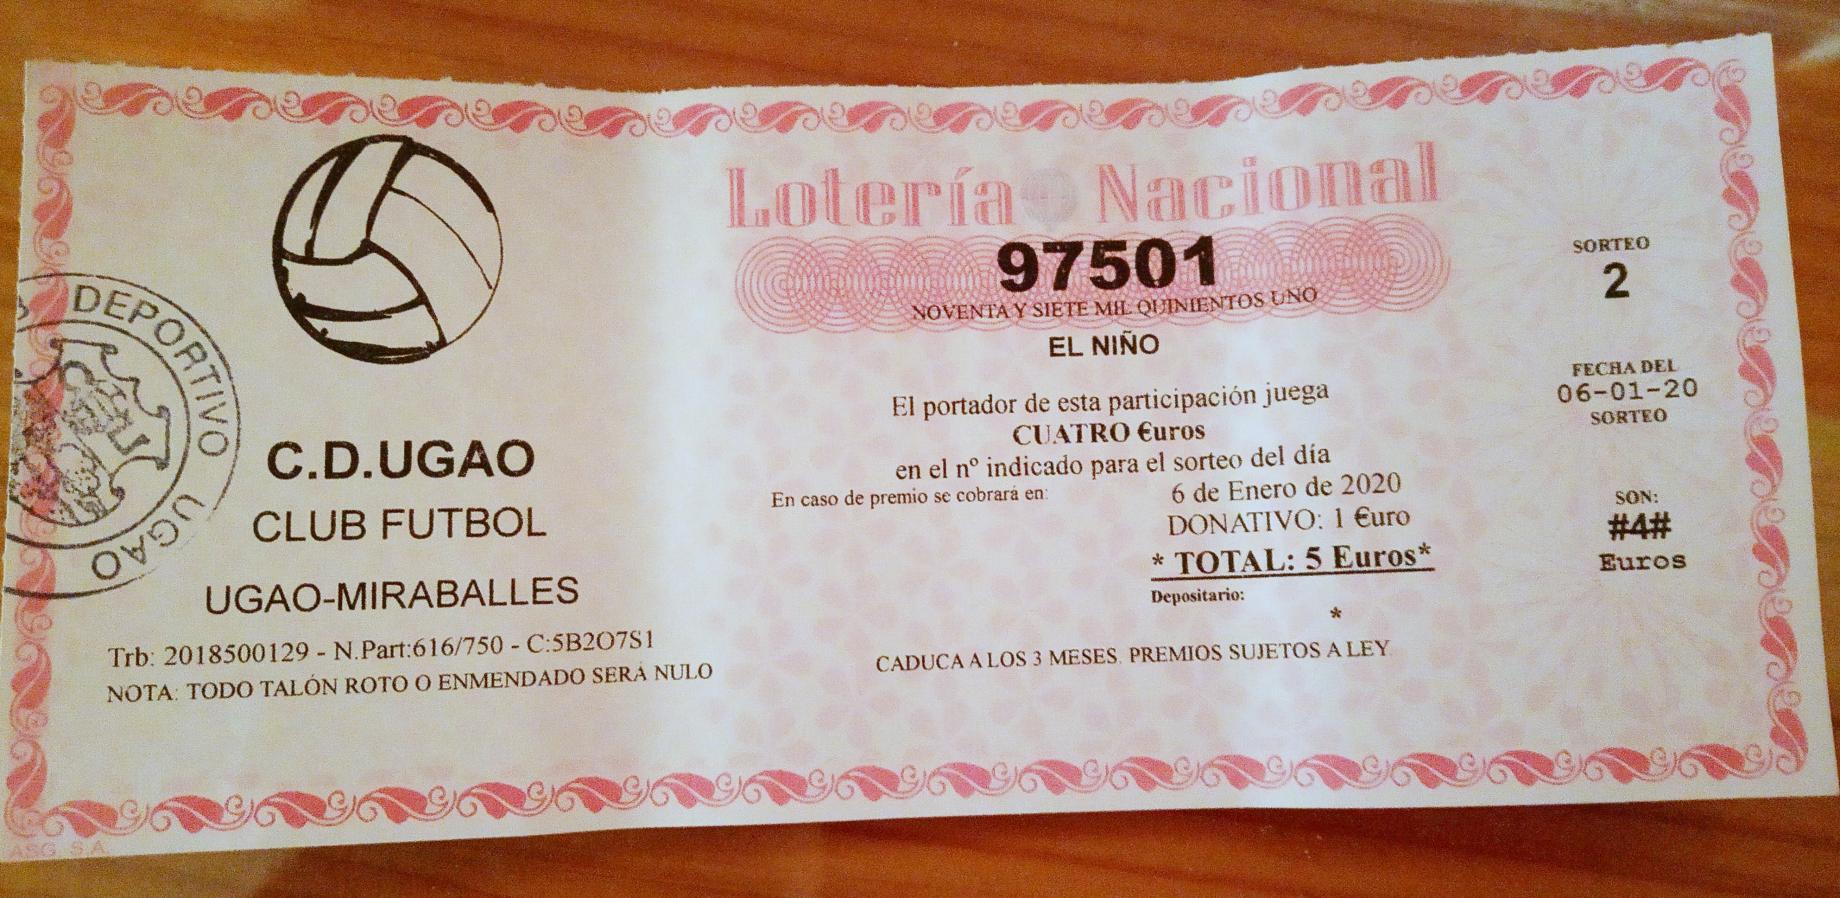 DEPORTIVO UGAO
C.D.UGAO
CLUB FUTBOL
UGAO-MIRABALLES
Trb: 2018500129 - N.Part:616/750 - C:5B2O7S1
NOTA: TODO TALÓN ROTO O ENMENDADO SERÁ NULO
ASG S.A.
Lotería Nacional
97501
NOVENTA Y SIETE MIL QUINIENTOS UNO
EL NIÑO
El portador de esta participación juega
CUATRO €uros
en el nº indicado para el sorteo del día
En caso de premio se cobrará en:
6 de Enero de 2020
DONATIVO: 1 €uro
* TOTAL: 5 Euros*
Depositario:
*
CADUCA A LOS 3 MESES. PREMIOS SUJETOS A LEY
SORTEO
2
FECHA DEL
06-01-20
SORTEO
SON:
#4#
Euros